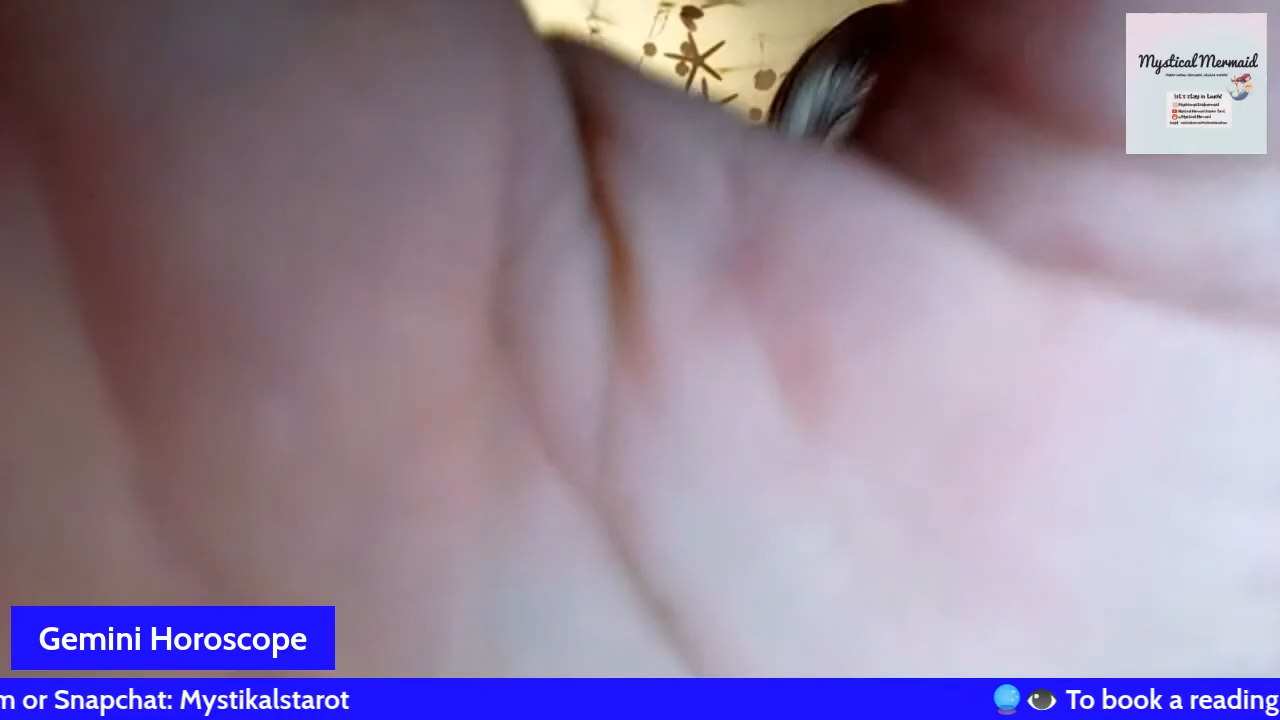 Mystical Mermaid
let's stay in touch!
Gemini Horoscope
m or Snapchat: Mystikalstarot
🔮 👁 To book a reading